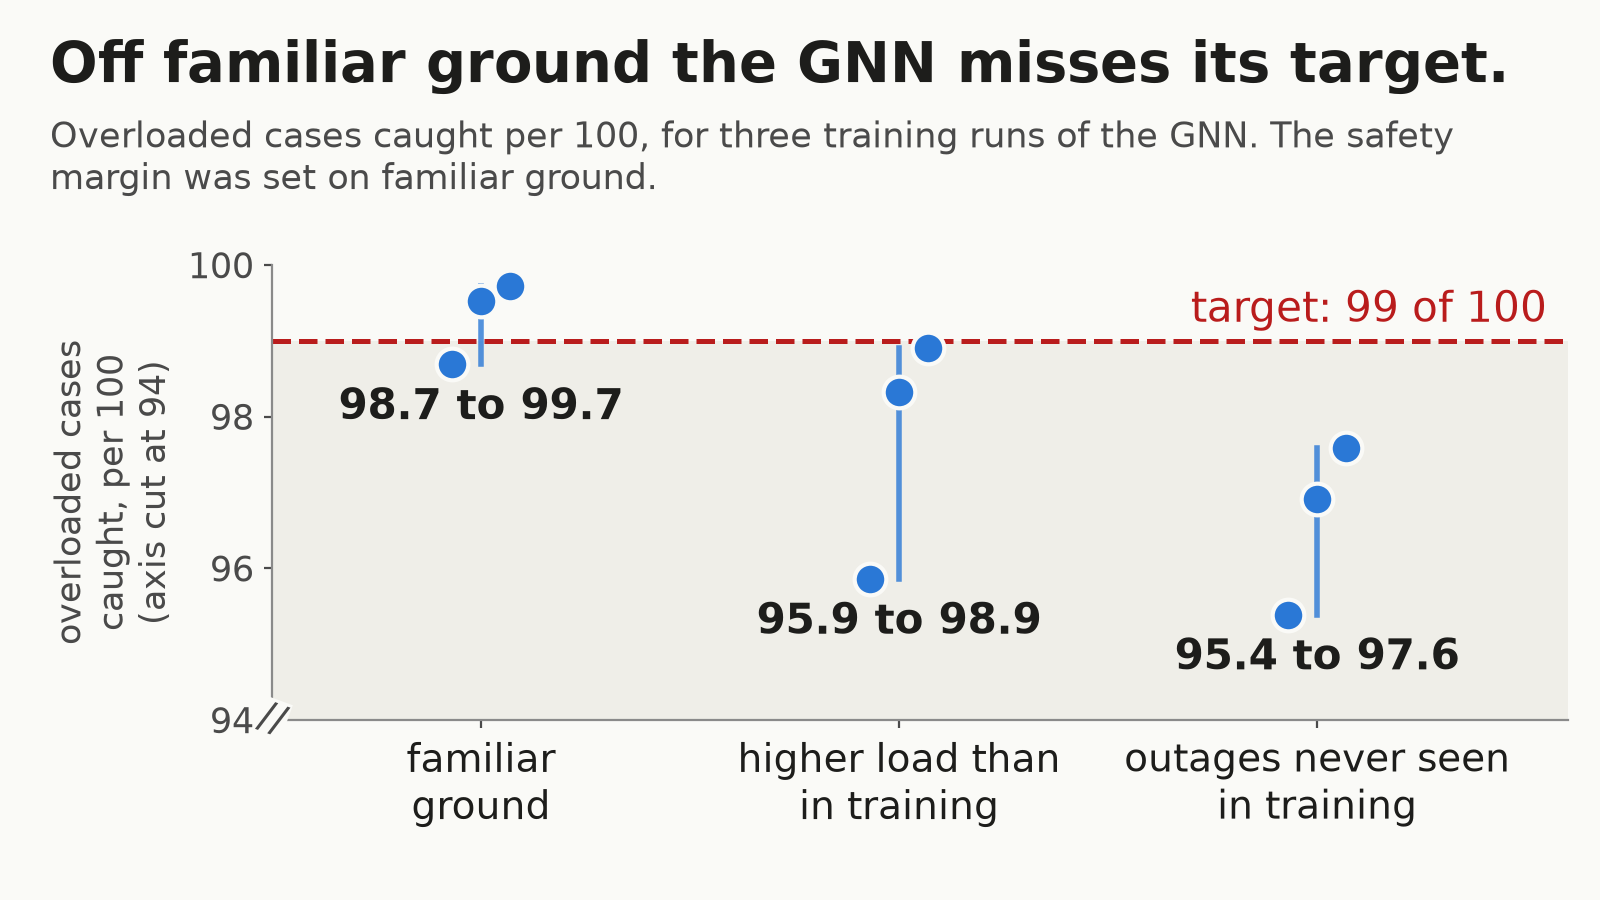 Off familiar ground the GNN misses its target.
Overloaded cases caught per 100, for three training runs of the GNN. The safety
margin was set on familiar ground.
overloaded cases
caught, per 100
(axis cut at 94)
100
98
96
94
target: 99 of 100
98.7 to 99.7
95.9 to 98.9
95.4 to 97.6
familiar
ground
higher load than
in training
outages never seen
in training